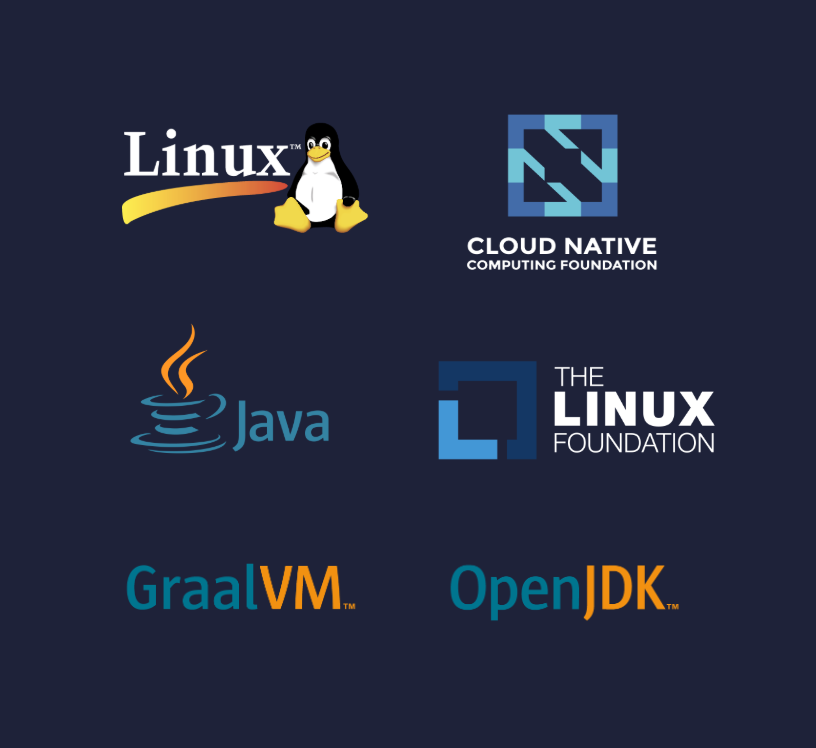 Linux™
CLOUD NATIVE
COMPUTING FOUNDATION
Java
THE
LINUX
FOUNDATION
GraalVM™
OpenJDK™